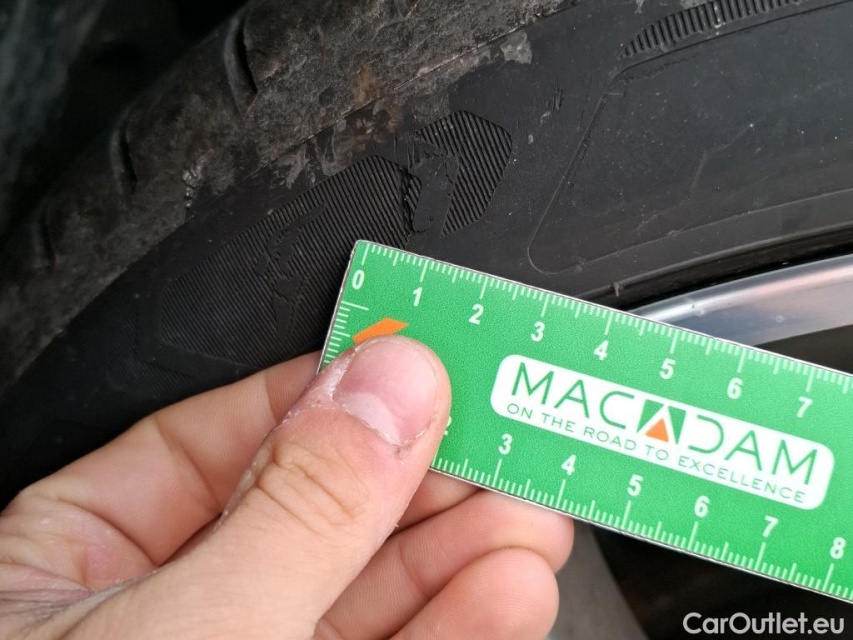 0 1 2 3 4 5 6 7
MACADAM
ON THE ROAD TO EXCELLENCE
3 4 5 6 7 8
CarOutlet.eu